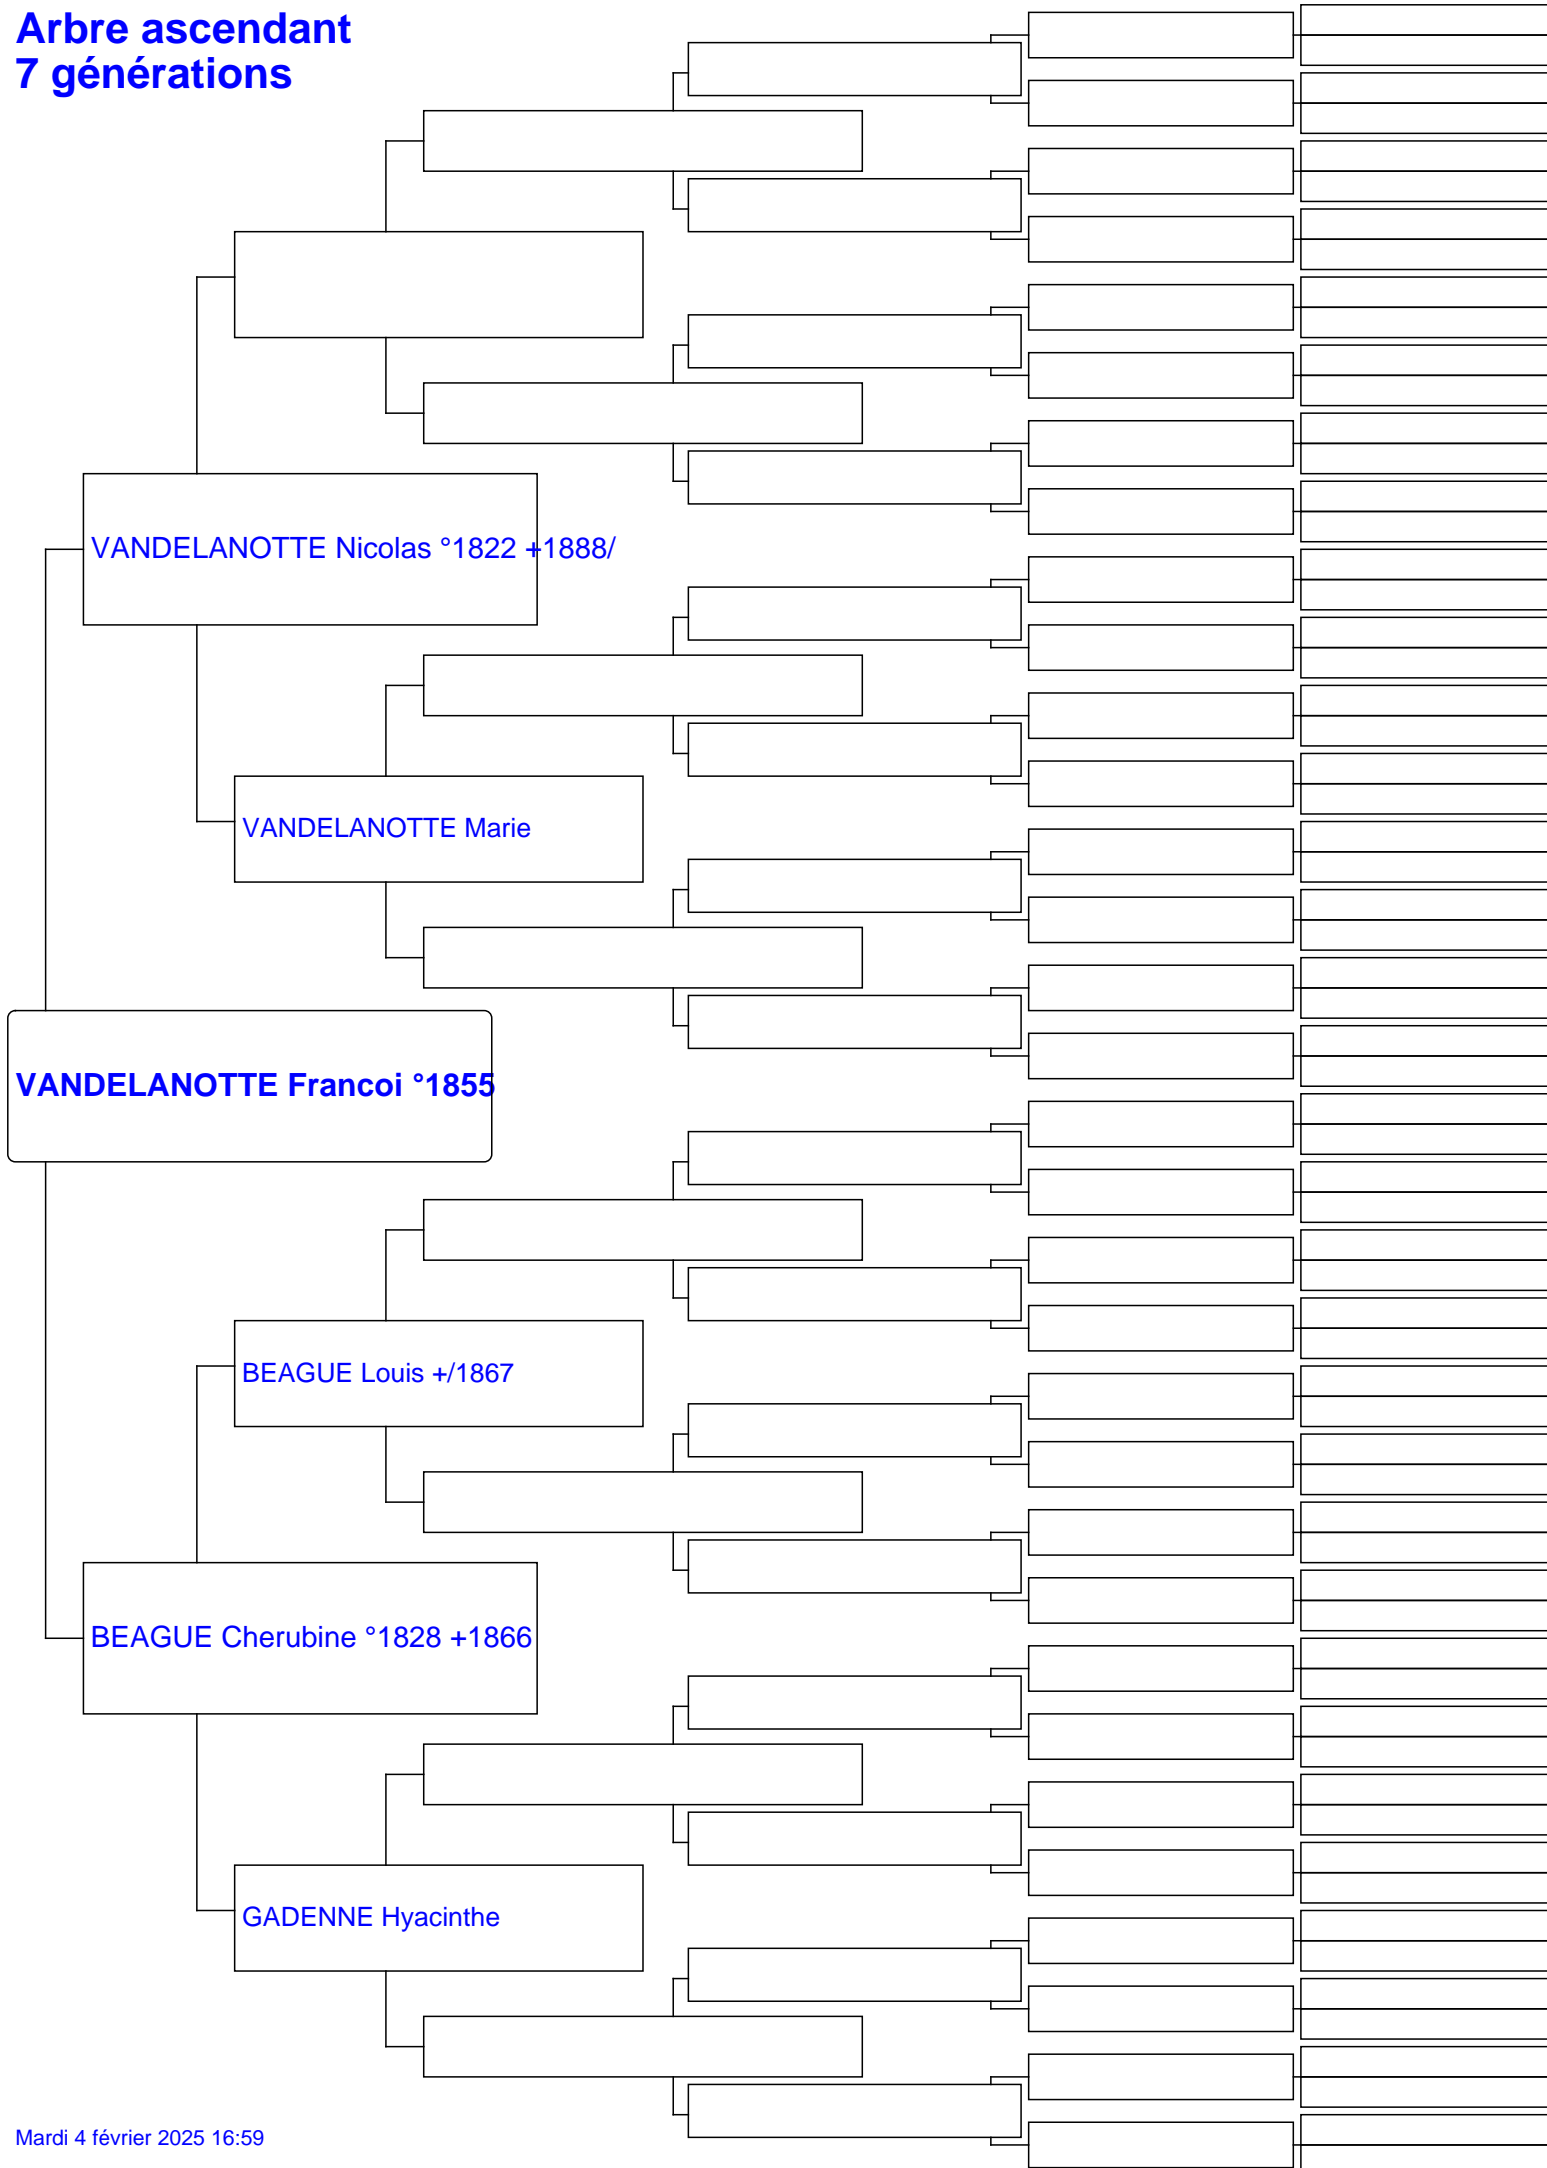 Arbre ascendant
7 générations
VANDELANOTTE Nicolas °1822 +1888/
VANDELANOTTE Marie
VANDELANOTTE Francoi °1855
BEAGUE Louis +/1867
BEAGUE Cherubine °1828 +1866
GADENNE Hyacinthe
Mardi 4 février 2025 16:59